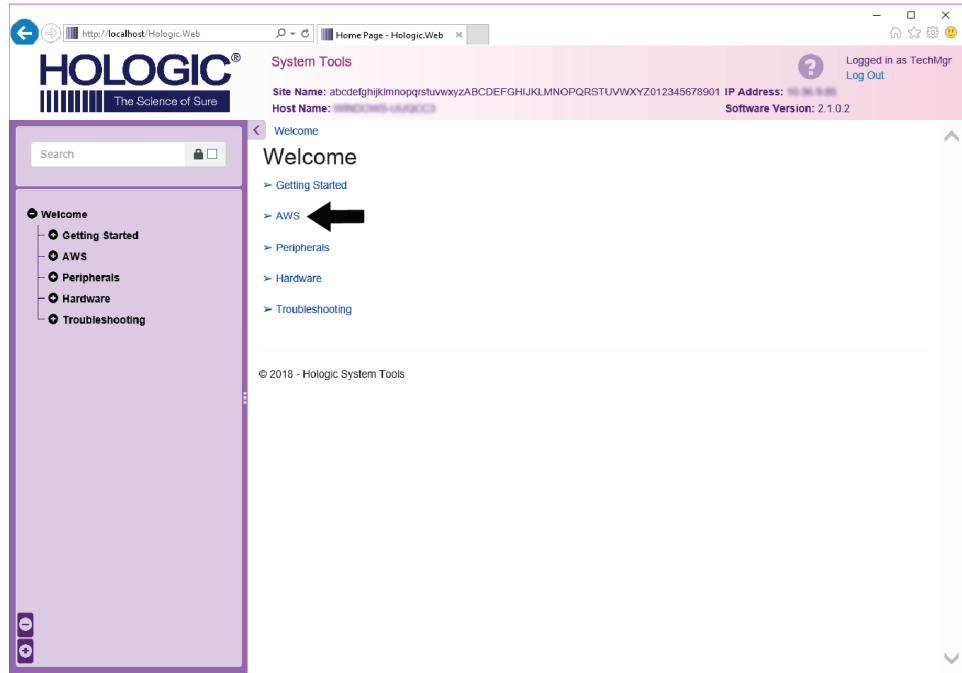 http://localhost/Hologic.Web
Home Page - Hologic.Web
HOLOGIC®
The Science of Sure
System Tools
Logged in as TechMgr
Log Out
Site Name: abcdefghijklmnopqrstuvwxyzABCDEFGHIJKLMNOPQRSTUVWXYZ012345678901 IP Address:
Host Name:
Software Version: 2.1.0.2
Search
Welcome
Getting Started
AWS
Peripherals
Hardware
Troubleshooting
Welcome
Welcome
➢ Getting Started
➢ AWS
➢ Peripherals
➢ Hardware
➢ Troubleshooting
© 2018 - Hologic System Tools